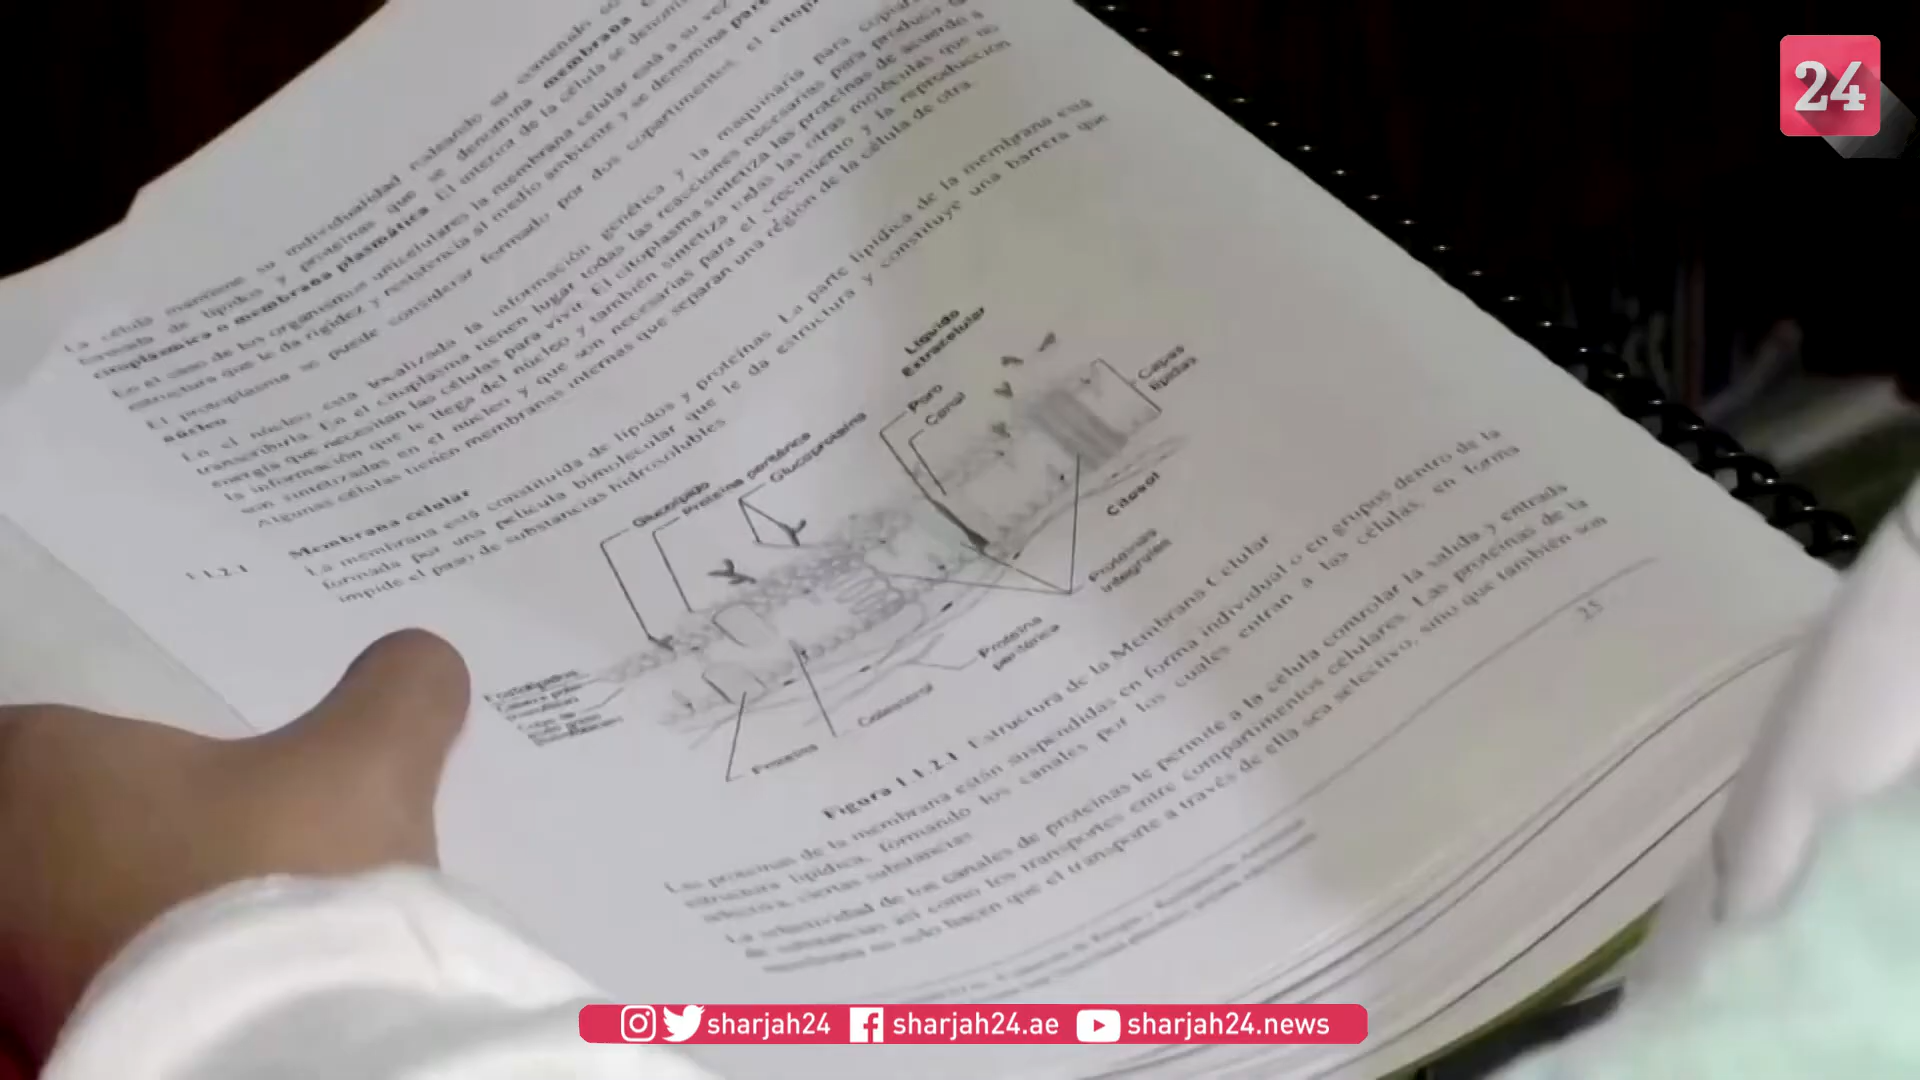 24
La célula mantiene su individualidad rodeando su contenido
formada de lípidos y proteínas que se denomina membrana
citoplásmica o membrana plasmática. El interior de la célula se denomina
En el caso de los organismos unicelulares la membrana celular está a su vez
estructura que le da rigidez y resistencia al medio ambiente y se denomina
El protoplasma se puede considerar formado por dos copartimentos, el
núcleo.
En el núcleo está localizada la información genética y la maquinaria para
transcribirla. En el citoplasma tienen lugar todas las reacciones necesarias para producir
energía que necesitan las células para vivir. El citoplasma sintetiza las proteínas de acuerdo a
la información que le llega del núcleo y también sintetiza todas las otras moléculas que no
son sintetizadas en el núcleo y que son necesarias para el crecimiento y la reproducción
Algunas células tienen membranas internas que separan una región de la célula de otra.
1.1.2.1 Membrana celular
La membrana está constituida de lípidos y proteínas. La parte lipídica de la membrana está
formada por una película bimolecular que le da estructura y constituye una barrera que
impide el paso de substancias hidrosolubles
Líquido
Extracelular
Poro
Canal
Capas
lípidas
Glucolípido
Proteína periférica
Glucoproteína
Citosol
Proteínas
integrales
Proteína
periférica
Colesterol
Proteína
Figura 1.1.2.1 Estructura de la Membrana Celular
Las proteínas de la membrana están suspendidas en forma individual o en grupos dentro de la
estructura lipídica, formando los canales por los cuales entran a las células, en forma
selectiva, ciertas substancias
La selectividad de los canales de proteínas le permite a la célula controlar la salida y entrada
de substancias así como los transportes entre compartimentos celulares. Las proteínas de la
membrana no solo hacen que el transporte a través de ella sea selectivo, sino que también son
25
sharjah24 sharjah24.ae sharjah24.news